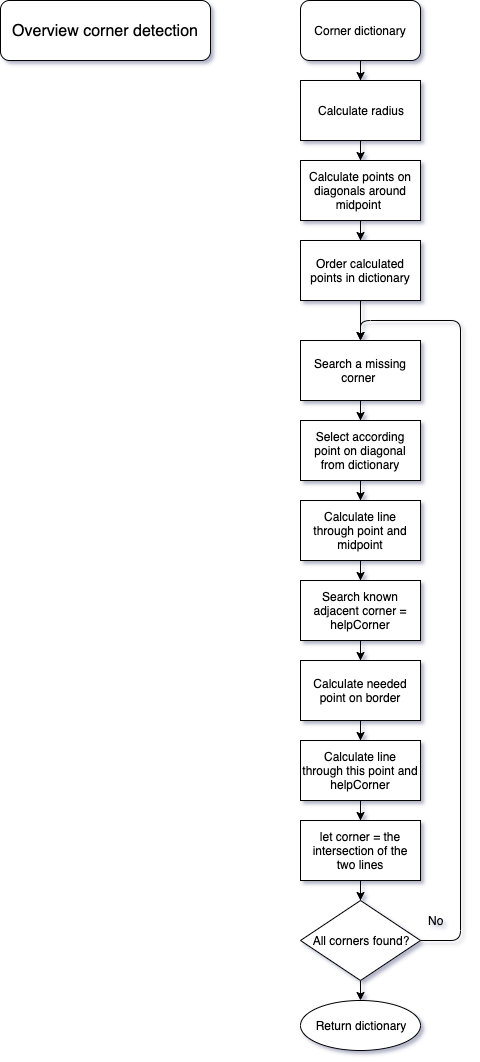 Overview corner detection
Corner dictionary
Calculate radius
Calculate points on
diagonals around
midpoint
Order calculated
points in dictionary
Search a missing
corner
Select according
point on diagonal
from dictionary
Calculate line
through point and
midpoint
Search known
adjacent corner =
helpCorner
Calculate needed
point on border
Calculate line
through this point and
helpCorner
let corner = the
intersection of the
two lines
All corners found?
No
Return dictionary